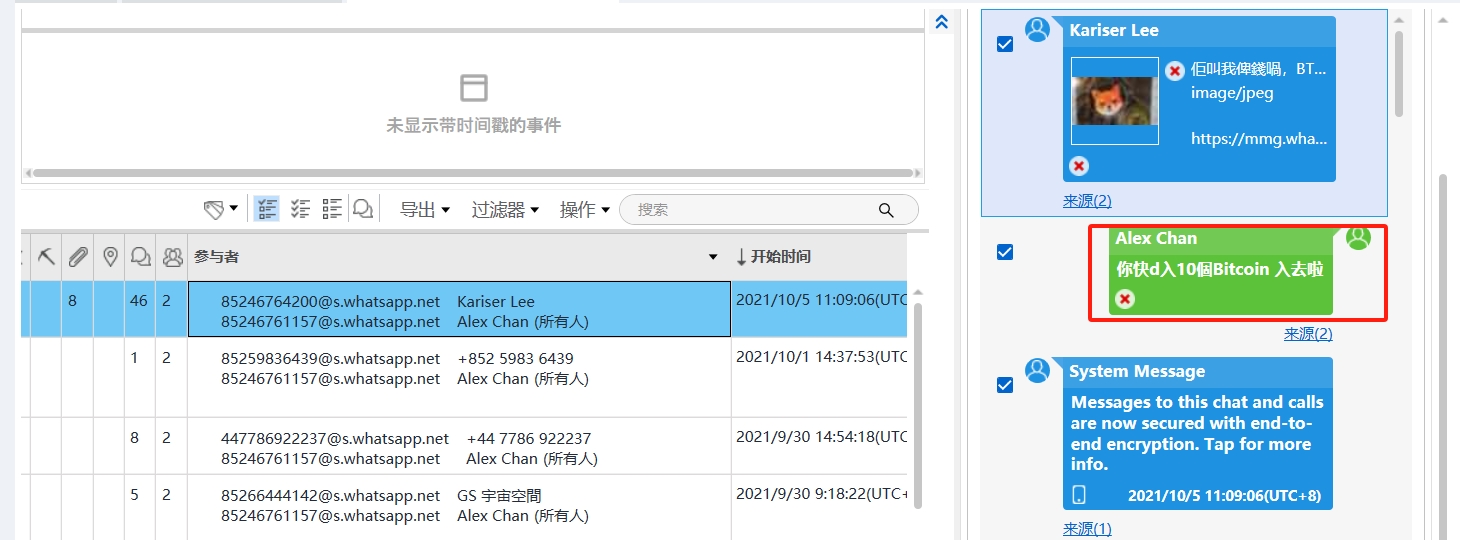 未显示带时间戳的事件
导出
过滤器
操作
搜索
参与者
开始时间
8 46 2 85246764200@s.whatsapp.net Kariser Lee 2021/10/5 11:09:06(UTC
85246761157@s.whatsapp.net Alex Chan (所有人)
1 2 85259836439@s.whatsapp.net +852 5983 6439 2021/10/1 14:37:53(UTC
85246761157@s.whatsapp.net Alex Chan (所有人)
8 2 447786922237@s.whatsapp.net +44 7786 922237 2021/9/30 14:54:18(UTC
85246761157@s.whatsapp.net Alex Chan (所有人)
5 2 85266444142@s.whatsapp.net GS 宇宙空間 2021/9/30 9:18:22(UTC+
85246761157@s.whatsapp.net Alex Chan (所有人)
Kariser Lee
佢叫我俾錢喎，BT...
image/jpeg
https://mmg.wha...
来源(2)
Alex Chan
你快d入10個Bitcoin 入去啦
来源(2)
System Message
Messages to this chat and calls
are now secured with end-to-
end encryption. Tap for more
info.
2021/10/5 11:09:06(UTC+8)
来源(1)